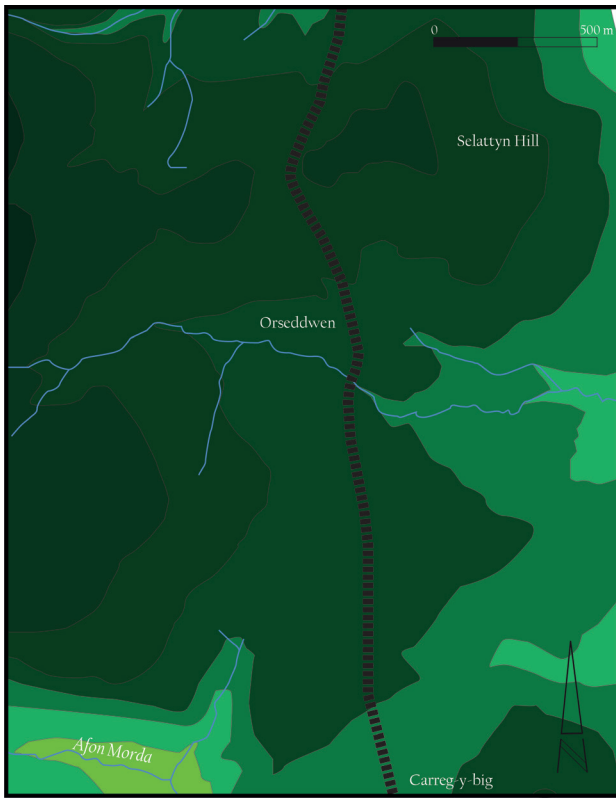 0 500 m
Selattyn Hill
Orseddwen
Afon Morda
Carreg-y-big